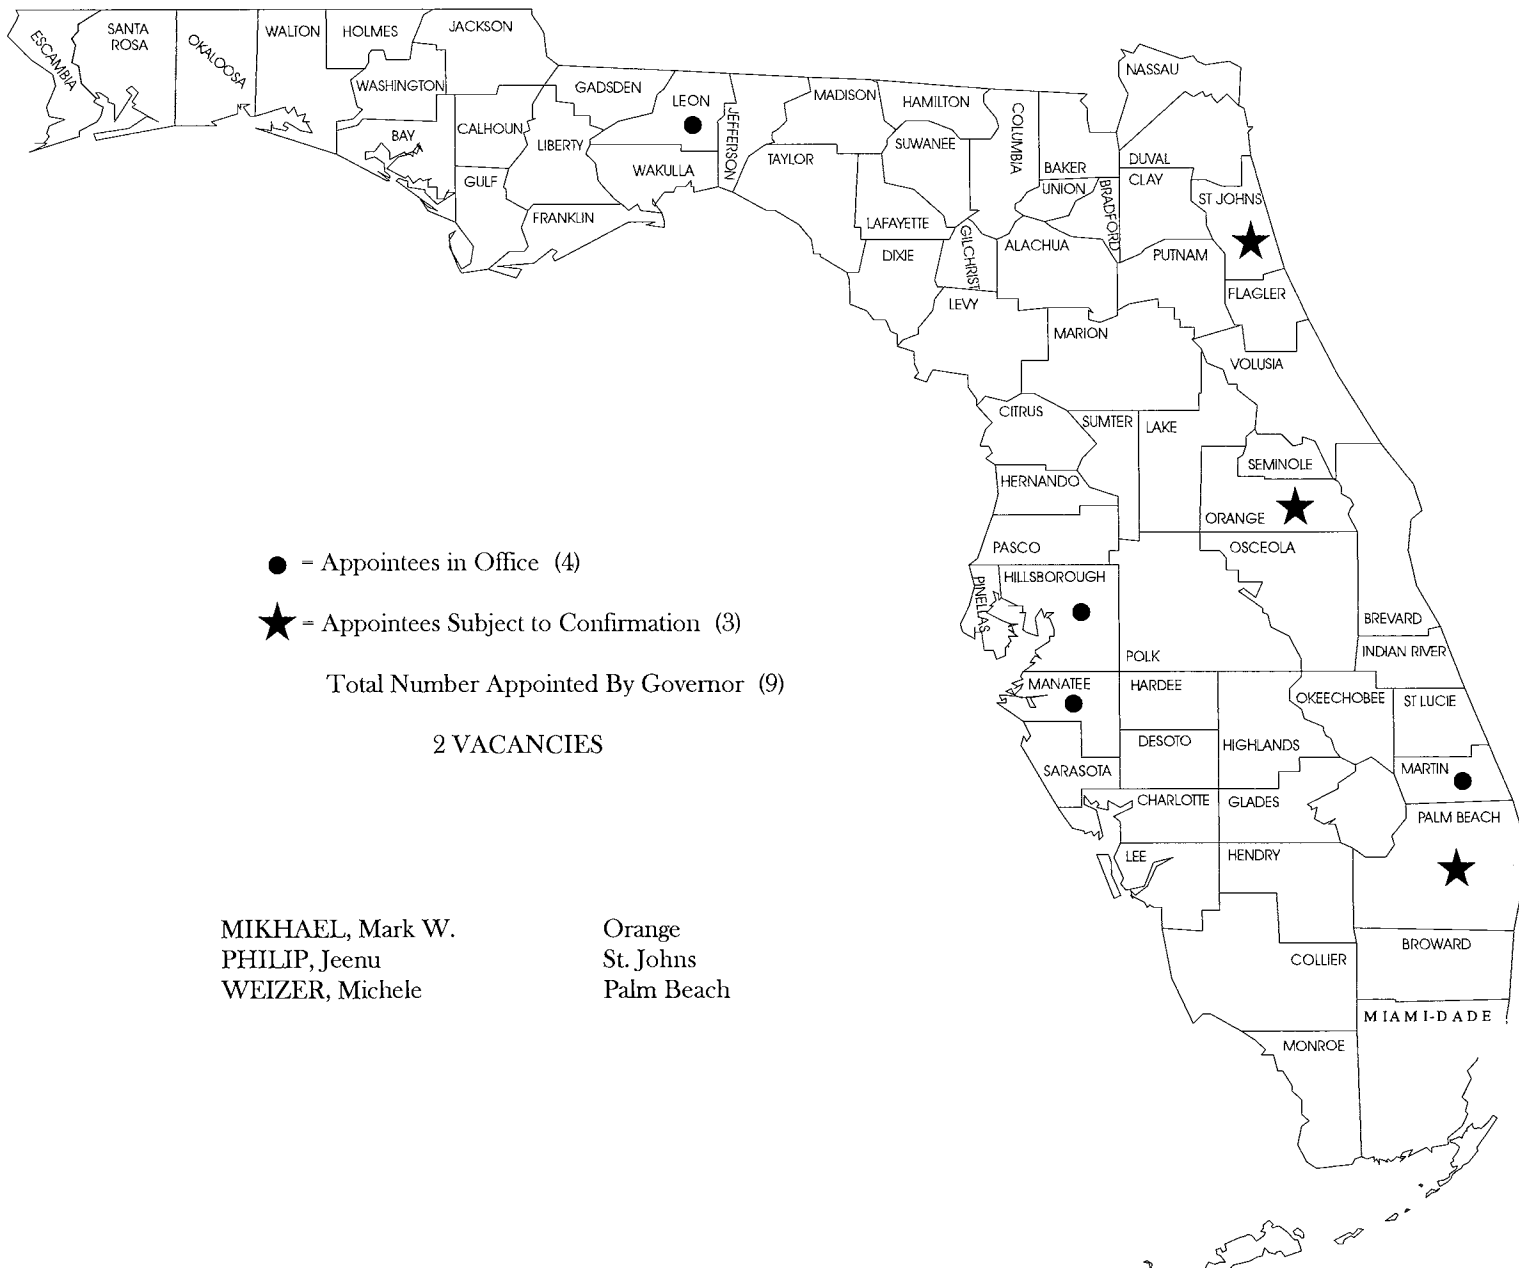 ESCAMBIA
SANTA
ROSA
OKALOOSA
WALTON
HOLMES
JACKSON
WASHINGTON
BAY
CALHOUN
GULF
GADSDEN
LIBERTY
FRANKLIN
LEON
WAKULLA
JEFFERSON
MADISON
TAYLOR
HAMILTON
SUWANEE
LAFAYETTE
DIXIE
COLUMBIA
GILCHRIST
LEVY
NASSAU
BAKER
UNION
BRADFORD
ALACHUA
DUVAL
CLAY
ST JOHNS
PUTNAM
FLAGLER
MARION
VOLUSIA
CITRUS
SUMTER
LAKE
SEMINOLE
HERNANDO
ORANGE
PASCO
OSCEOLA
PINELLAS
HILLSBOROUGH
POLK
BREVARD
INDIAN RIVER
MANATEE
HARDEE
OKEECHOBEE
ST LUCIE
DESOTO
HIGHLANDS
SARASOTA
MARTIN
CHARLOTTE
GLADES
PALM BEACH
LEE
HENDRY
BROWARD
COLLIER
MIAMI-DADE
MONROE
= Appointees in Office (4)
= Appointees Subject to Confirmation (3)
Total Number Appointed By Governor (9)
2 VACANCIES
MIKHAEL, Mark W. Orange
PHILIP, Jeenu St. Johns
WEIZER, Michele Palm Beach